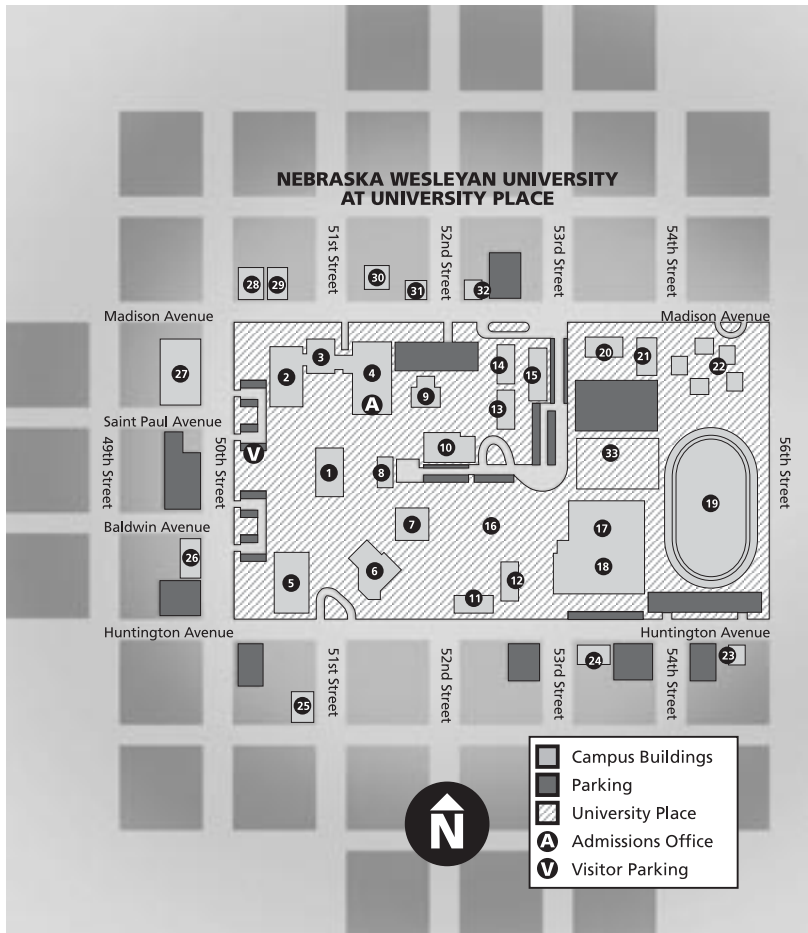 NEBRASKA WESLEYAN UNIVERSITY
AT UNIVERSITY PLACE
51st Street
52nd Street
53rd Street
54th Street
28
29
30
31
32
Madison Avenue
Madison Avenue
27
2
3
4
A
9
14
15
13
20
21
22
Saint Paul Avenue
49th Street
50th Street
V
1
8
10
33
19
56th Street
7
16
17
Baldwin Avenue
26
5
6
11
12
18
Huntington Avenue
Huntington Avenue
51st Street
52nd Street
53rd Street
54th Street
24
23
25
N
Campus Buildings
Parking
University Place
A Admissions Office
V Visitor Parking